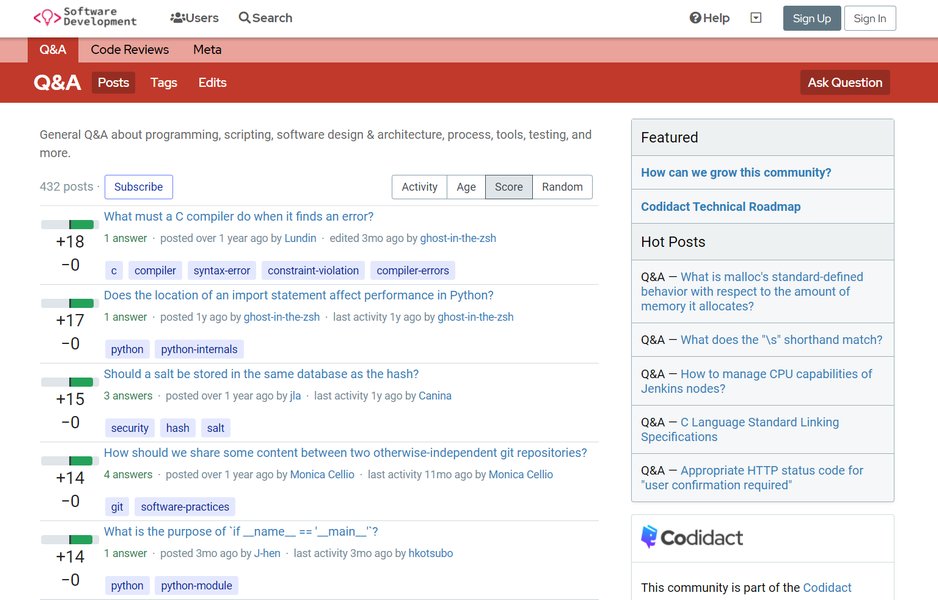 Software
Development
Users
Search
Help
Sign Up
Sign In
Q&A
Code Reviews
Meta
Q&A
Posts
Tags
Edits
Ask Question
General Q&A about programming, scripting, software design & architecture, process, tools, testing, and
more.
432 posts ·
Subscribe
Activity
Age
Score
Random
What must a C compiler do when it finds an error?
+18
1 answer · posted over 1 year ago by Lundin · edited 3mo ago by ghost-in-the-zsh
−0
c
compiler
syntax-error
constraint-violation
compiler-errors
Does the location of an import statement affect performance in Python?
+17
1 answer · posted 1y ago by ghost-in-the-zsh · last activity 1y ago by ghost-in-the-zsh
−0
python
python-internals
Should a salt be stored in the same database as the hash?
+15
3 answers · posted over 1 year ago by jla · last activity 1y ago by Canina
−0
security
hash
salt
How should we share some content between two otherwise-independent git repositories?
+14
4 answers · posted over 1 year ago by Monica Cellio · last activity 11mo ago by Monica Cellio
−0
git
software-practices
What is the purpose of `if __name__ == '__main__'`?
+14
1 answer · posted 3mo ago by J-hen · last activity 3mo ago by hkotsubo
−0
python
python-module
Featured
How can we grow this community?
Codidact Technical Roadmap
Hot Posts
Q&A — What is malloc's standard-defined
behavior with respect to the amount of
memory it allocates?
Q&A — What does the "\s" shorthand match?
Q&A — How to manage CPU capabilities of
Jenkins nodes?
Q&A — C Language Standard Linking
Specifications
Q&A — Appropriate HTTP status code for
"user confirmation required"
Codidact
This community is part of the Codidact